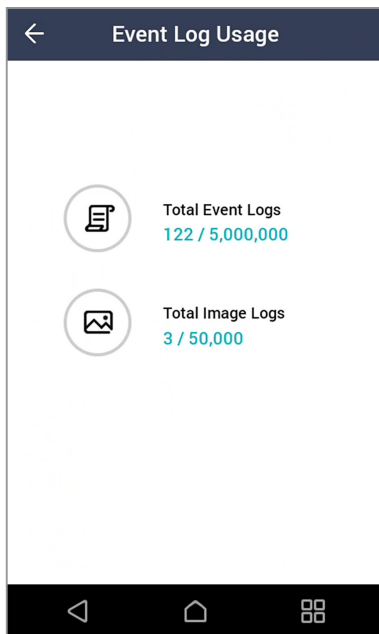 Event Log Usage
Total Event Logs
122 / 5,000,000
Total Image Logs
3 / 50,000